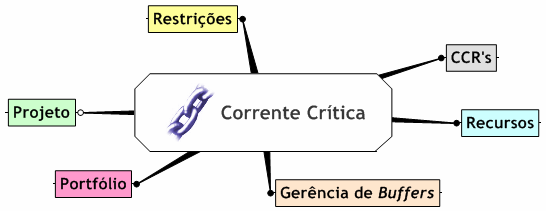 Restrições
CCR's
Projeto
Corrente Crítica
Recursos
Portfólio
Gerência de Buffers